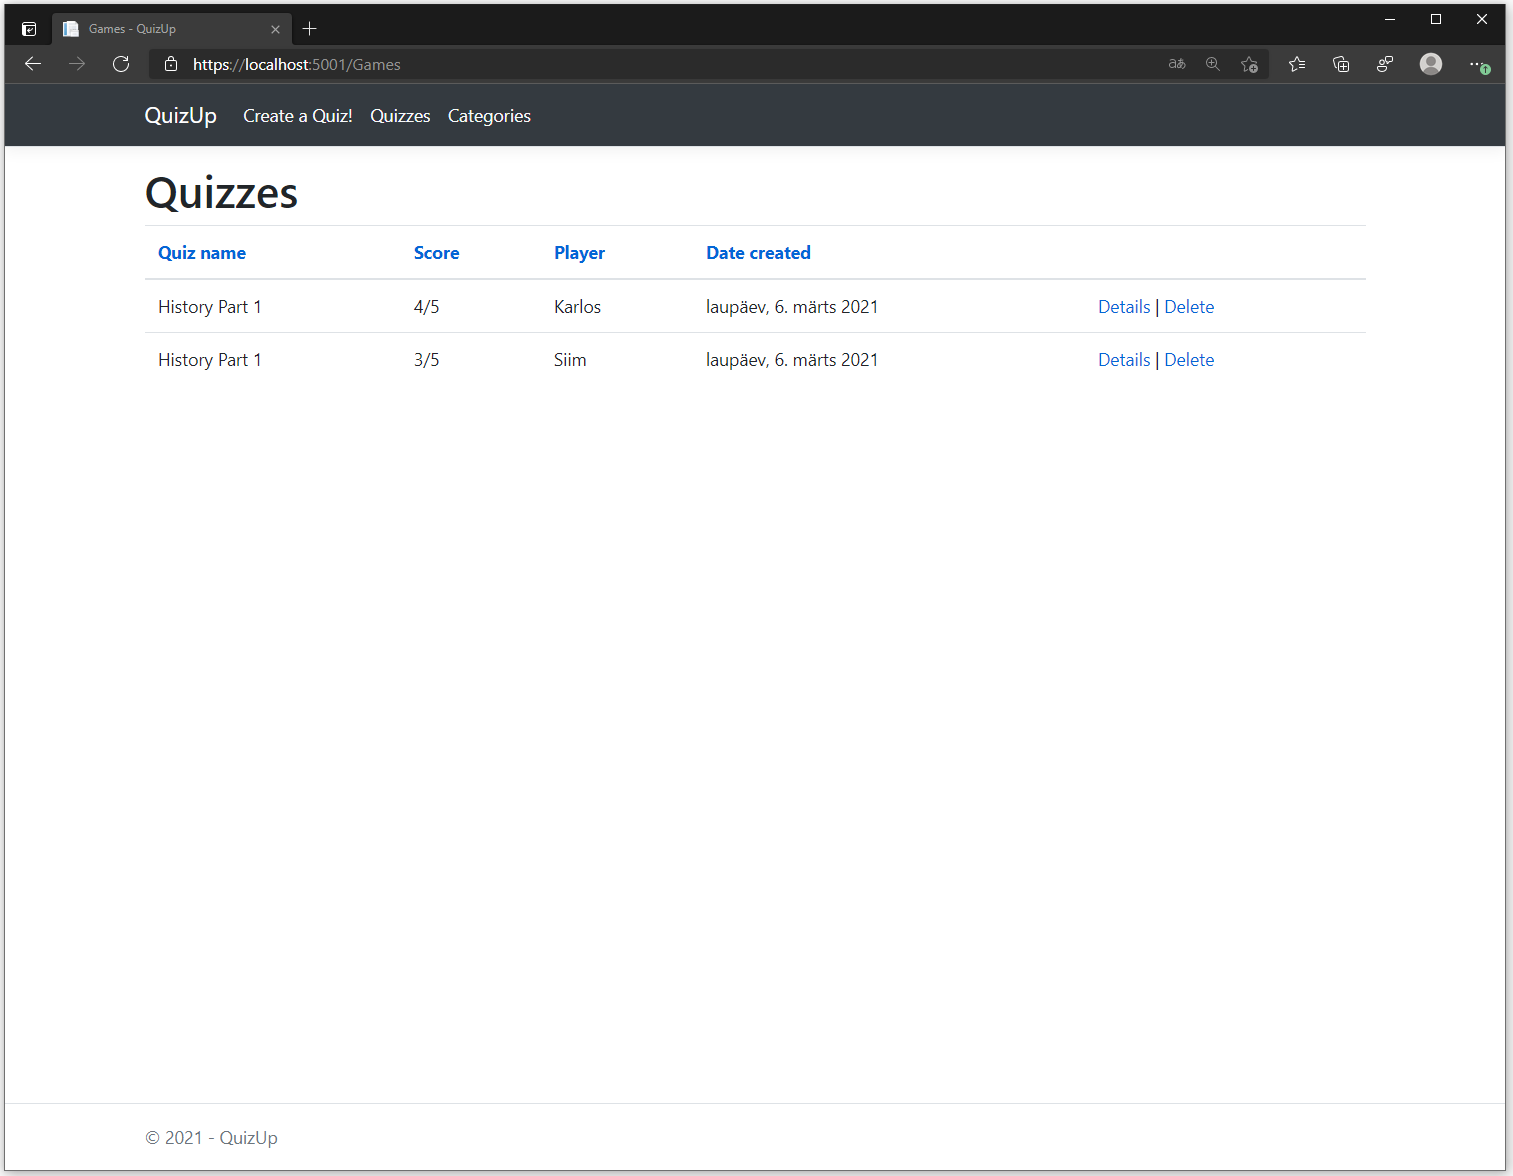 Games - QuizUp
https://localhost:5001/Games
aあ
QuizUp Create a Quiz! Quizzes Categories
Quizzes
Quiz name Score Player Date created
History Part 1 4/5 Karlos laupäev, 6. märts 2021 Details | Delete
History Part 1 3/5 Siim laupäev, 6. märts 2021 Details | Delete
© 2021 - QuizUp